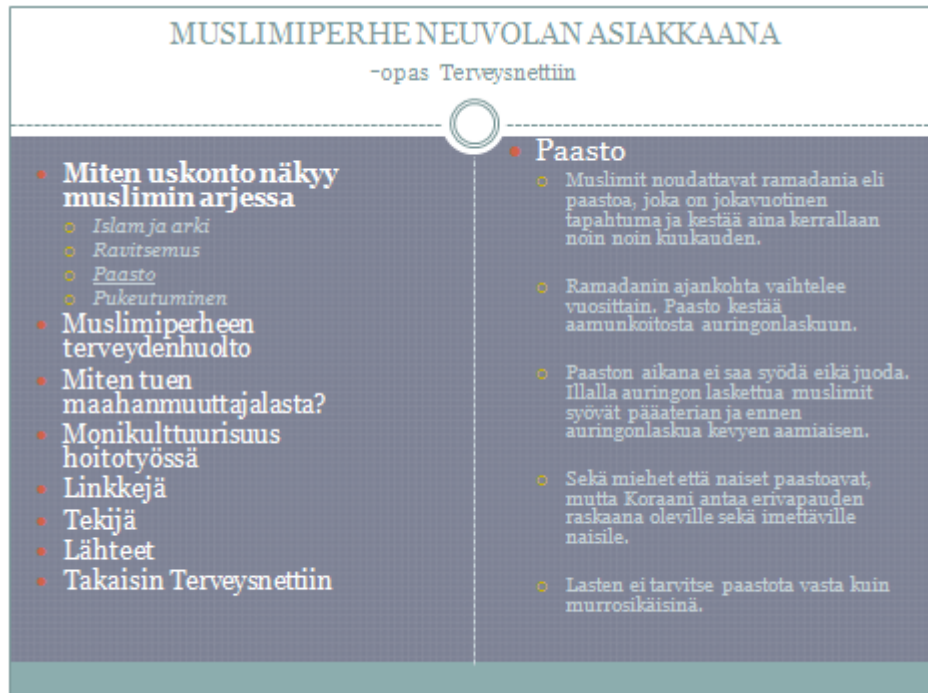 MUSLIMIPERHE NEUVOLAN ASIAKKAANA
-opas Terveysnettiin
Miten uskonto näkyy
muslimin arjessa
Islam ja arki
Ravitsemus
Paasto
Pukeutuminen
Muslimiperheen
terveydenhuolto
Miten tuen
maahanmuuttajalasta?
Monikulttuurisuus
hoitotyössä
Linkkejä
Tekijä
Lähteet
Takaisin Terveysnettiin
Paasto
Muslimit noudattavat ramadania eli
paastoa, joka on jokavuotinen
tapahtuma ja kestää aina kerrallaan
noin noin kuukauden.
Ramadanin ajankohta vaihtelee
vuosittain. Paasto kestää
aamunkoitosta auringonlaskuun.
Paaston aikana ei saa syödä eikä juoda.
Illalla auringon laskettua muslimit
syövät pääaterian ja ennen
auringonlaskua kevyen aamiaisen.
Sekä miehet että naiset paastoavat,
mutta Koraani antaa erivapauden
raskaana oleville sekä imettäville
naisile.
Lasten ei tarvitse paastota vasta kuin
murrosikäisinä.